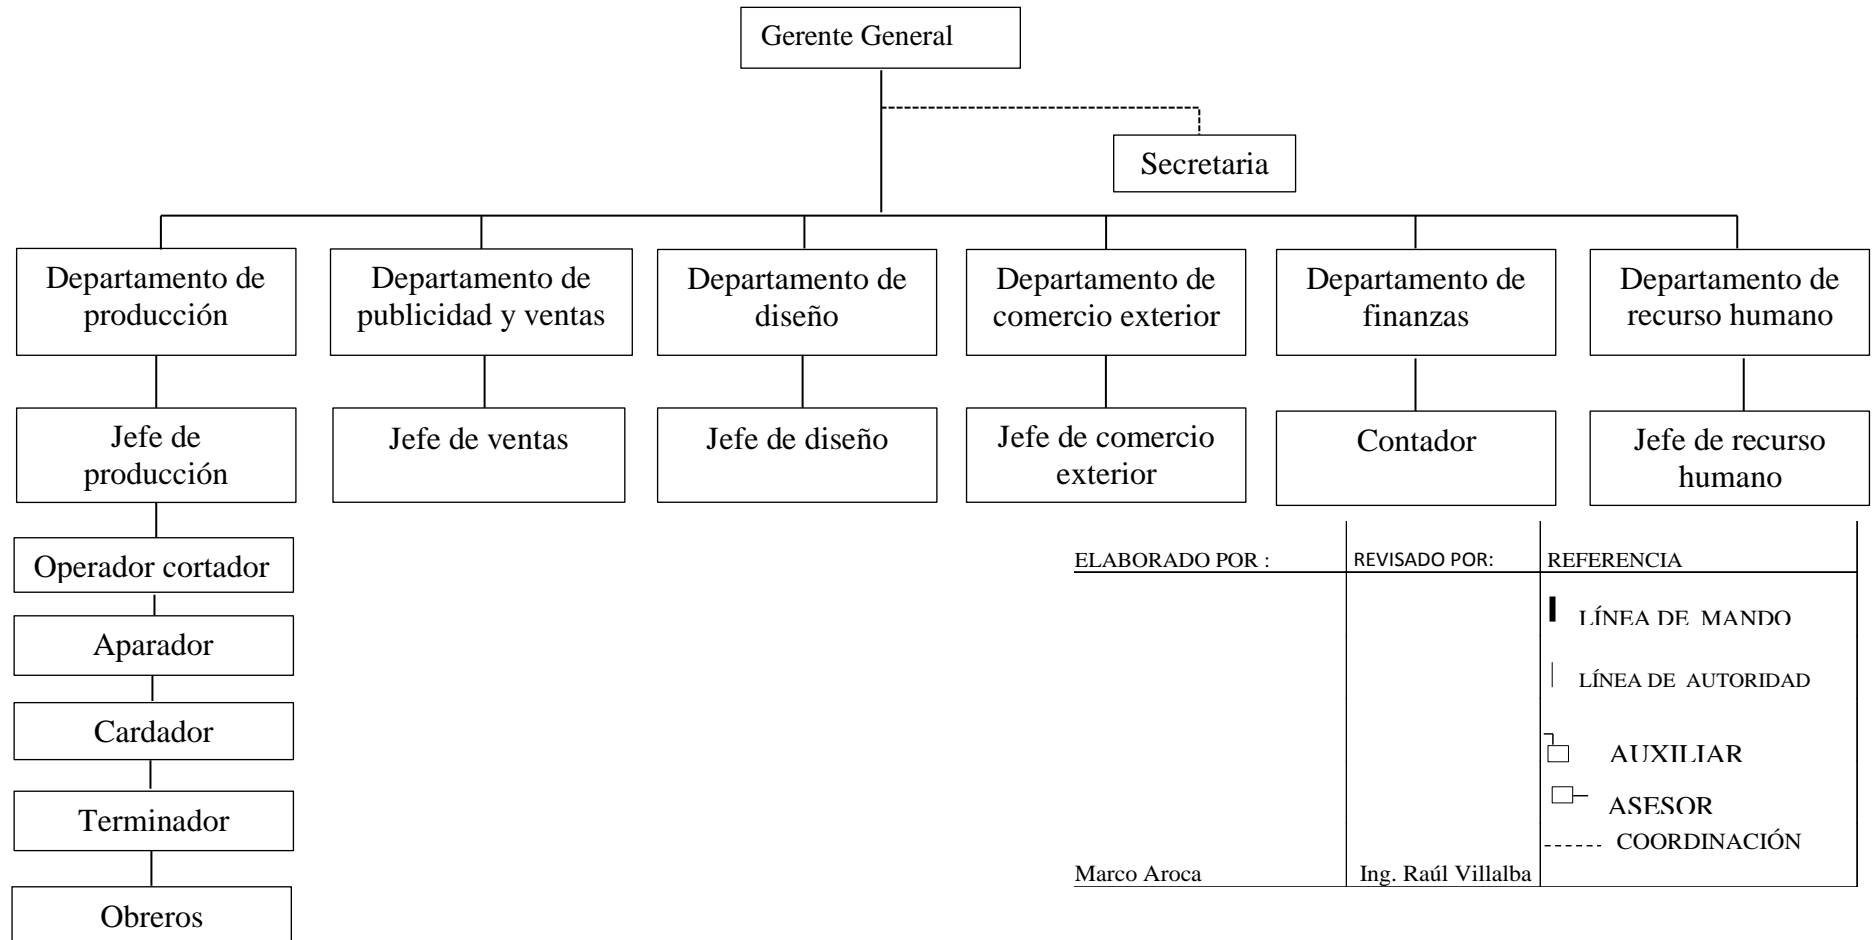 Gerente General
Secretaria
Departamento de
producción
Departamento de
publicidad y ventas
Departamento de
diseño
Departamento de
comercio exterior
Departamento de
finanzas
Departamento de
recurso humano
Jefe de
producción
Jefe de ventas
Jefe de diseño
Jefe de comercio
exterior
Contador
Jefe de recurso
humano
Operador cortador
Aparador
Cardador
Terminador
Obreros
ELABORADO POR :
REVISADO POR:
REFERENCIA
LÍNEA DE MANDO
LÍNEA DE AUTORIDAD
AUXILIAR
ASESOR
COORDINACIÓN
Marco Aroca
Ing. Raúl Villalba